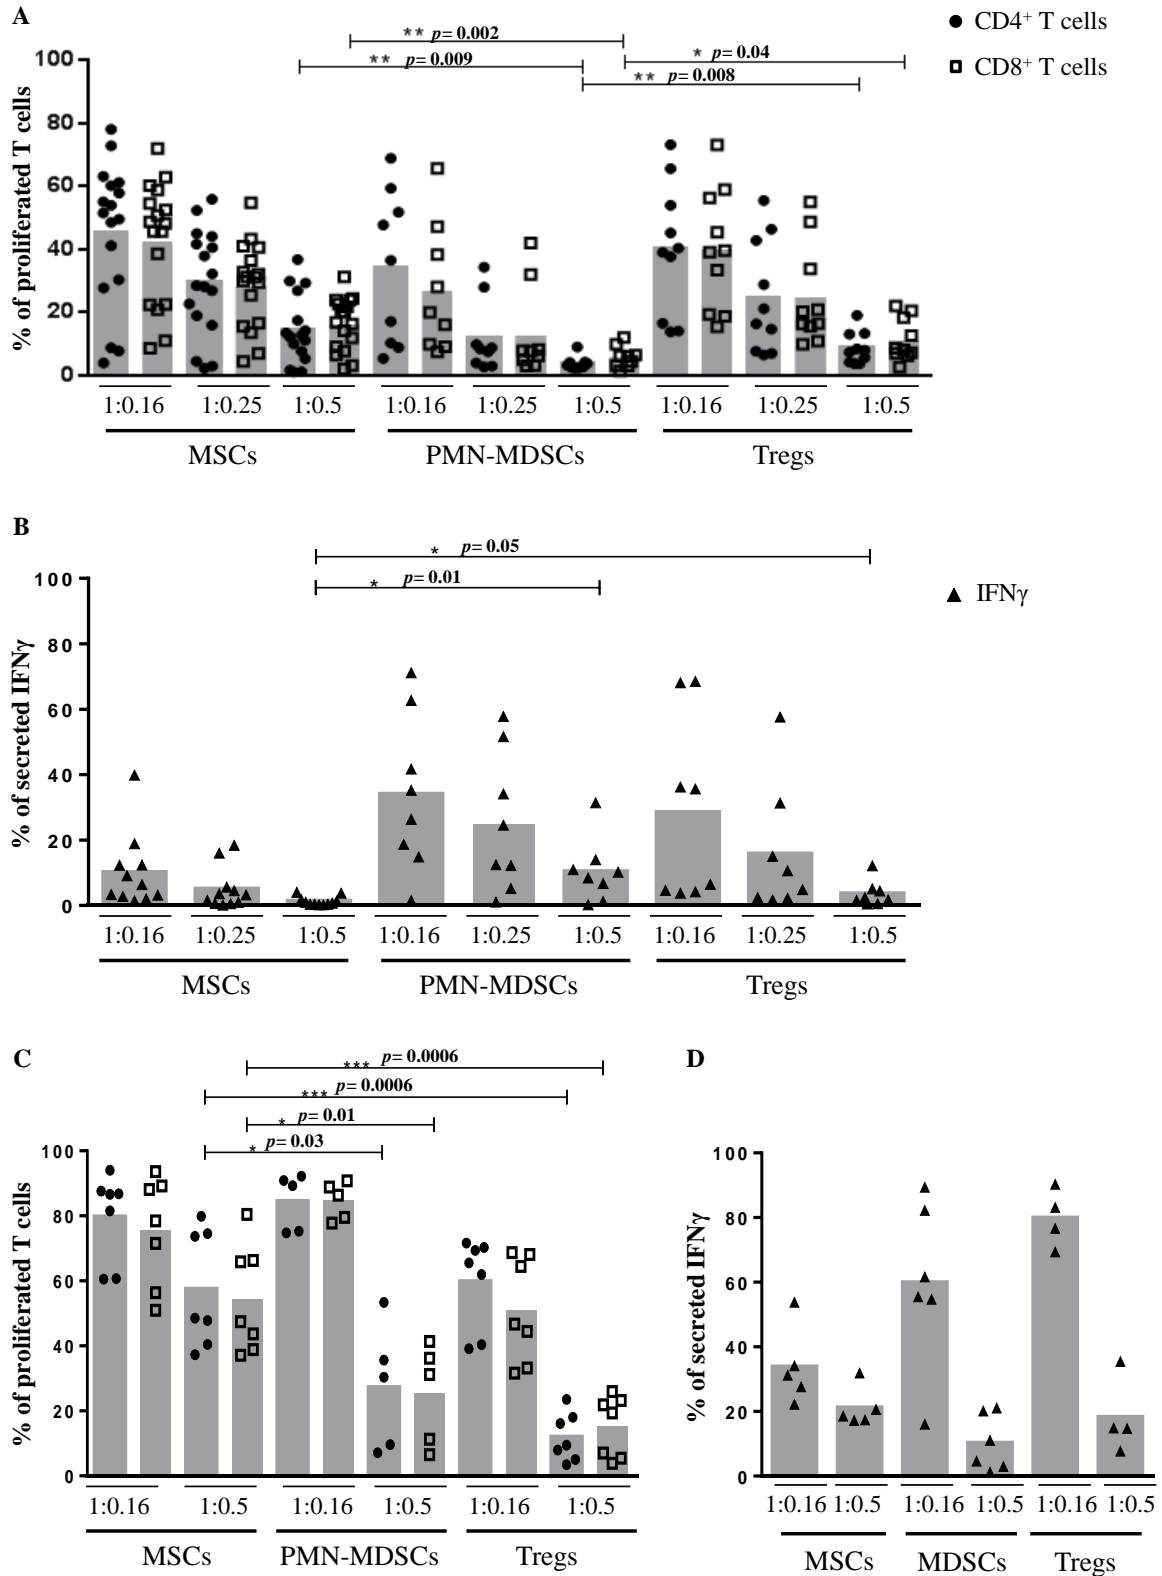 A
CD4+ T cells
CD8+ T cells
** p= 0.002
** p= 0.009
* p= 0.04
** p= 0.008
% of proliferated T cells
100
80
60
40
20
0
1:0.16 1:0.25 1:0.5 1:0.16 1:0.25 1:0.5 1:0.16 1:0.25 1:0.5
MSCs PMN-MDSCs Tregs
B
* p= 0.05
* p= 0.01
IFNγ
% of secreted IFNγ
100
80
60
40
20
0
1:0.16 1:0.25 1:0.5 1:0.16 1:0.25 1:0.5 1:0.16 1:0.25 1:0.5
MSCs PMN-MDSCs Tregs
C
*** p= 0.0006
*** p= 0.0006
* p= 0.01
* p= 0.03
% of proliferated T cells
100
80
60
40
20
0
1:0.16 1:0.5 1:0.16 1:0.5 1:0.16 1:0.5
MSCs PMN-MDSCs Tregs
D
% of secreted IFNγ
100
80
60
40
20
0
1:0.16 1:0.5 1:0.16 1:0.5 1:0.16 1:0.5
MSCs MDSCs Tregs